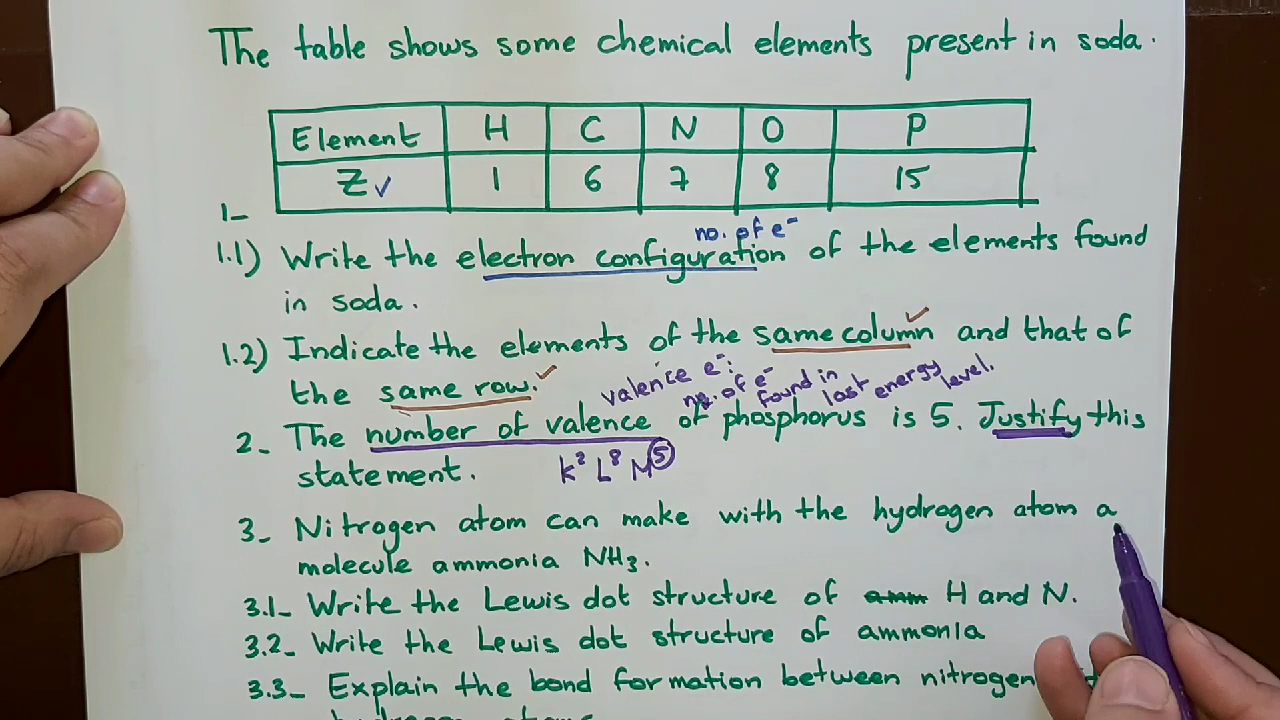 The table shows some chemical elements present in soda.
Element H C N O P
Z ✓ 1 6 7 8 15
1-
no. of e⁻
1.1) Write the electron configuration of the elements found
in soda.
1.2) Indicate the elements of the same column and that of
the same row.
valence e⁻: no. of e⁻ found in last energy level.
2- The number of valence of phosphorus is 5. Justify this
statement. K² L⁸ M⁵
3- Nitrogen atom can make with the hydrogen atom a
molecule ammonia NH₃.
3.1- Write the Lewis dot structure of H and N.
3.2- Write the Lewis dot structure of ammonia
3.3- Explain the bond formation between nitrogen